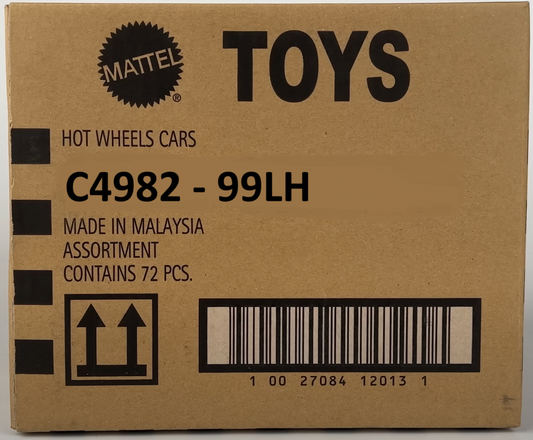 MATTEL
®
TOYS
HOT WHEELS CARS
C4982 - 99LH
MADE IN MALAYSIA
ASSORTMENT
CONTAINS 72 PCS.
1 00 27084 12013 1